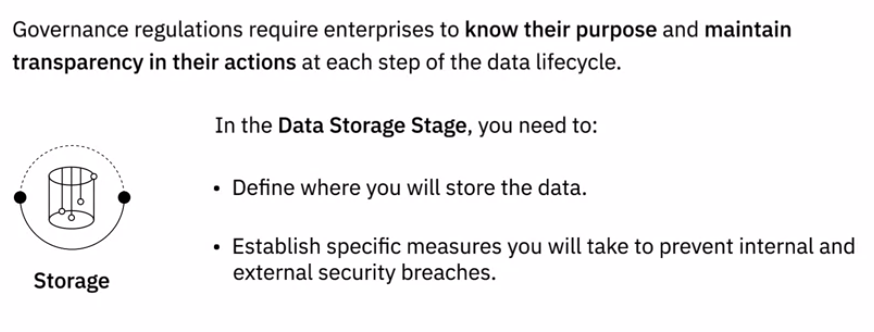 Governance regulations require enterprises to know their purpose and maintain
transparency in their actions at each step of the data lifecycle.
In the Data Storage Stage, you need to:
• Define where you will store the data.
• Establish specific measures you will take to prevent internal and
external security breaches.
Storage